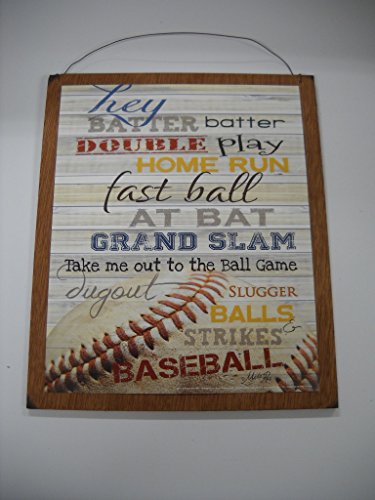 hey
BATTER batter
DOUBLE play
HOME RUN
fast ball
AT BAT
GRAND SLAM
Take me out to the Ball Game
Dugout SLUGGER
BALLS
&
STRIKES
BASEBALL